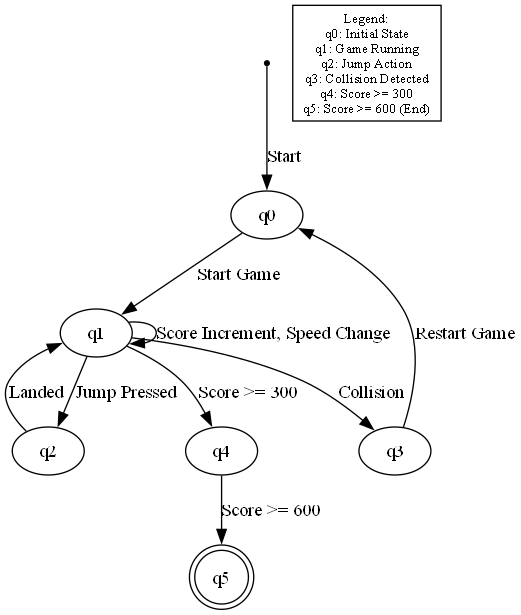 Legend:
q0: Initial State
q1: Game Running
q2: Jump Action
q3: Collision Detected
q4: Score >= 300
q5: Score >= 600 (End)
Start
q0
Start Game
q1
Score Increment, Speed Change
Restart Game
Landed
Jump Pressed
Score >= 300
Collision
q2
q4
q3
Score >= 600
q5